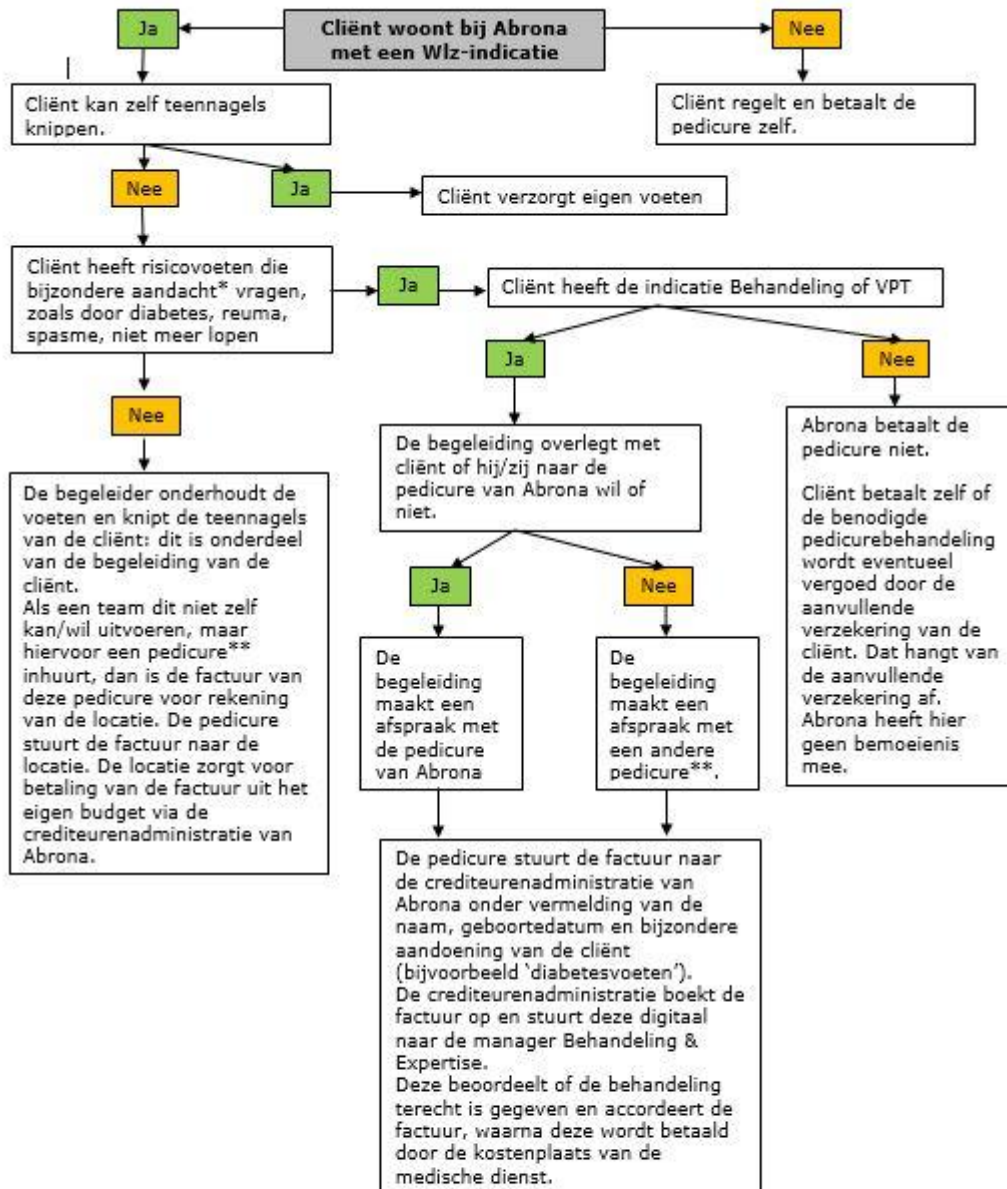 Ja
Cliënt woont bij Abrona
met een Wlz-indicatie
Nee
Cliënt kan zelf teennagels
knippen.
Cliënt regelt en betaalt de
pedicure zelf.
Nee
Ja
Cliënt verzorgt eigen voeten
Cliënt heeft risicovoeten die
bijzondere aandacht* vragen,
zoals door diabetes, reuma,
spasme, niet meer lopen
Ja
Cliënt heeft de indicatie Behandeling of VPT
Ja
Nee
Nee
De begeleider onderhoudt de
voeten en knipt de teennagels
van de cliënt: dit is onderdeel
van de begeleiding van de
cliënt.
Als een team dit niet zelf
kan/wil uitvoeren, maar
hiervoor een pedicure**
inhuurt, dan is de factuur van
deze pedicure voor rekening
van de locatie. De pedicure
stuurt de factuur naar de
locatie. De locatie zorgt voor
betaling van de factuur uit het
eigen budget via de
crediteurenadministratie van
Abrona.
De begeleiding overlegt met
cliënt of hij/zij naar de
pedicure van Abrona wil of
niet.
Abrona betaalt de
pedicure niet.
Cliënt betaalt zelf of
de benodigde
pedicurebehandeling
wordt eventueel
vergoed door de
aanvullende
verzekering van de
cliënt. Dat hangt van
de aanvullende
verzekering af.
Abrona heeft hier
geen bemoeienis
mee.
Ja
Nee
De
begeleiding
maakt een
afspraak met
de pedicure
van Abrona
De
begeleiding
maakt een
afspraak met
een andere
pedicure**.
De pedicure stuurt de factuur naar
de crediteurenadministratie van
Abrona onder vermelding van de
naam, geboortedatum en bijzondere
aandoening van de cliënt
(bijvoorbeeld ‘diabetesvoeten’).
De crediteurenadministratie boekt de
factuur op en stuurt deze digitaal
naar de manager Behandeling &
Expertise.
Deze beoordeelt of de behandeling
terecht is gegeven en accordeert de
factuur, waarna deze wordt betaald
door de kostenplaats van de
medische dienst.